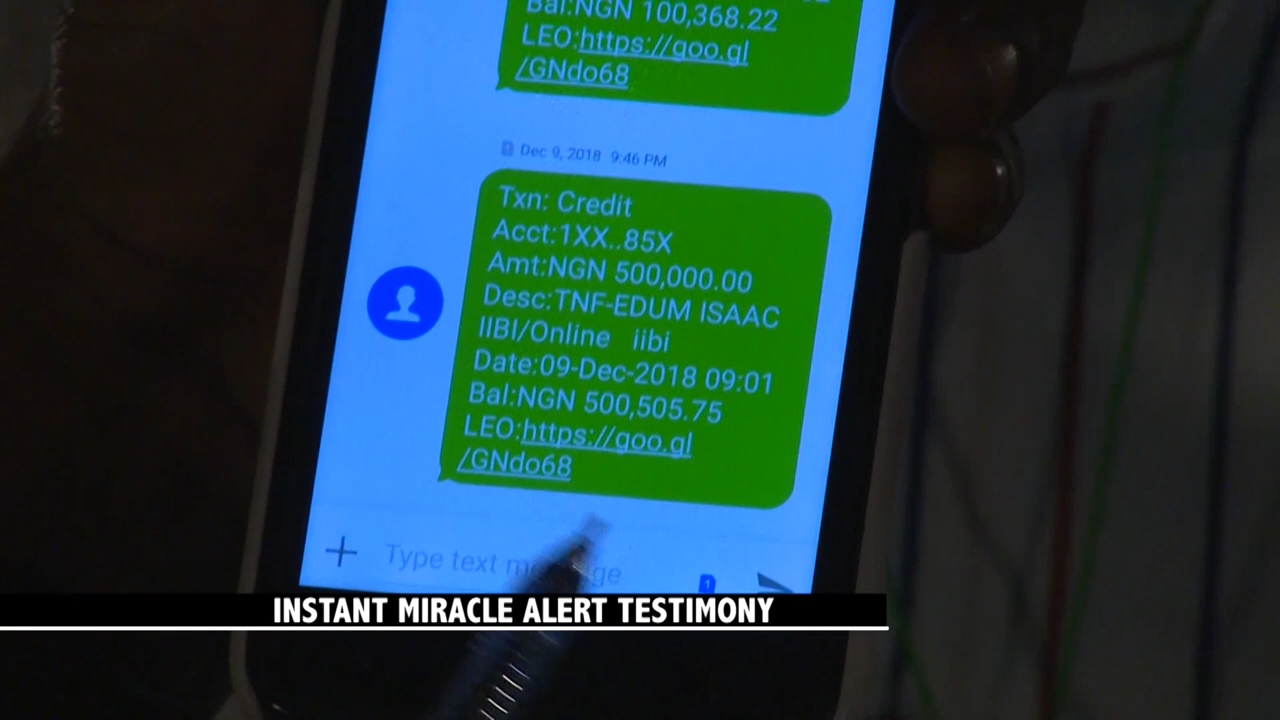 Bal:NGN 100,368.22
LEO:https://goo.gl
/GNdo68
Dec 9, 2018 9:46 PM
Txn: Credit
Acct:1XX..85X
Amt:NGN 500,000.00
Desc:TNF-EDUM ISAAC
IIBI/Online iibi
Date:09-Dec-2018 09:01
Bal:NGN 500,505.75
LEO:https://goo.gl
/GNdo68
Type text message
1
INSTANT MIRACLE ALERT TESTIMONY